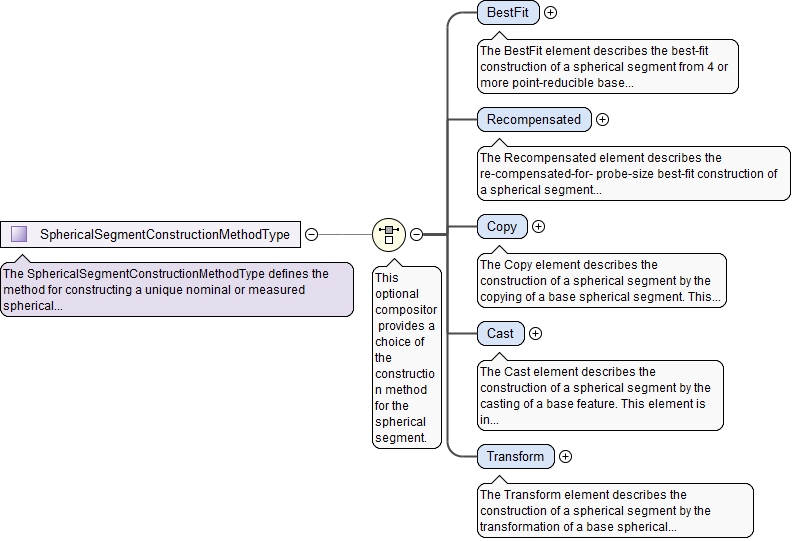 BestFit
The BestFit element describes the best-fit
construction of a spherical segment from 4 or
more point-reducible base...
Recompensated
The Recompensated element describes the
re-compensated-for- probe-size best-fit construction of
a spherical segment...
SphericalSegmentConstructionMethodType
The SphericalSegmentConstructionMethodType defines the
method for constructing a unique nominal or measured
spherical...
This
optional
compositor
provides a
choice of
the
constructio
n method
for the
spherical
segment.
Copy
The Copy element describes the
construction of a spherical segment by the
copying of a base spherical segment. This...
Cast
The Cast element describes the
construction of a spherical segment by the
casting of a base feature. This element is
in...
Transform
The Transform element describes the
construction of a spherical segment by the
transformation of a base spherical...